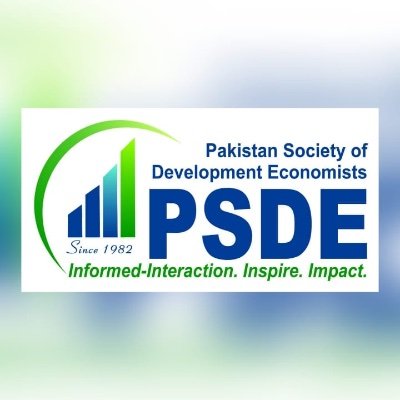 Pakistan Society of
Development Economists
Since 1982
PSDE
Informed-Interaction. Inspire. Impact.